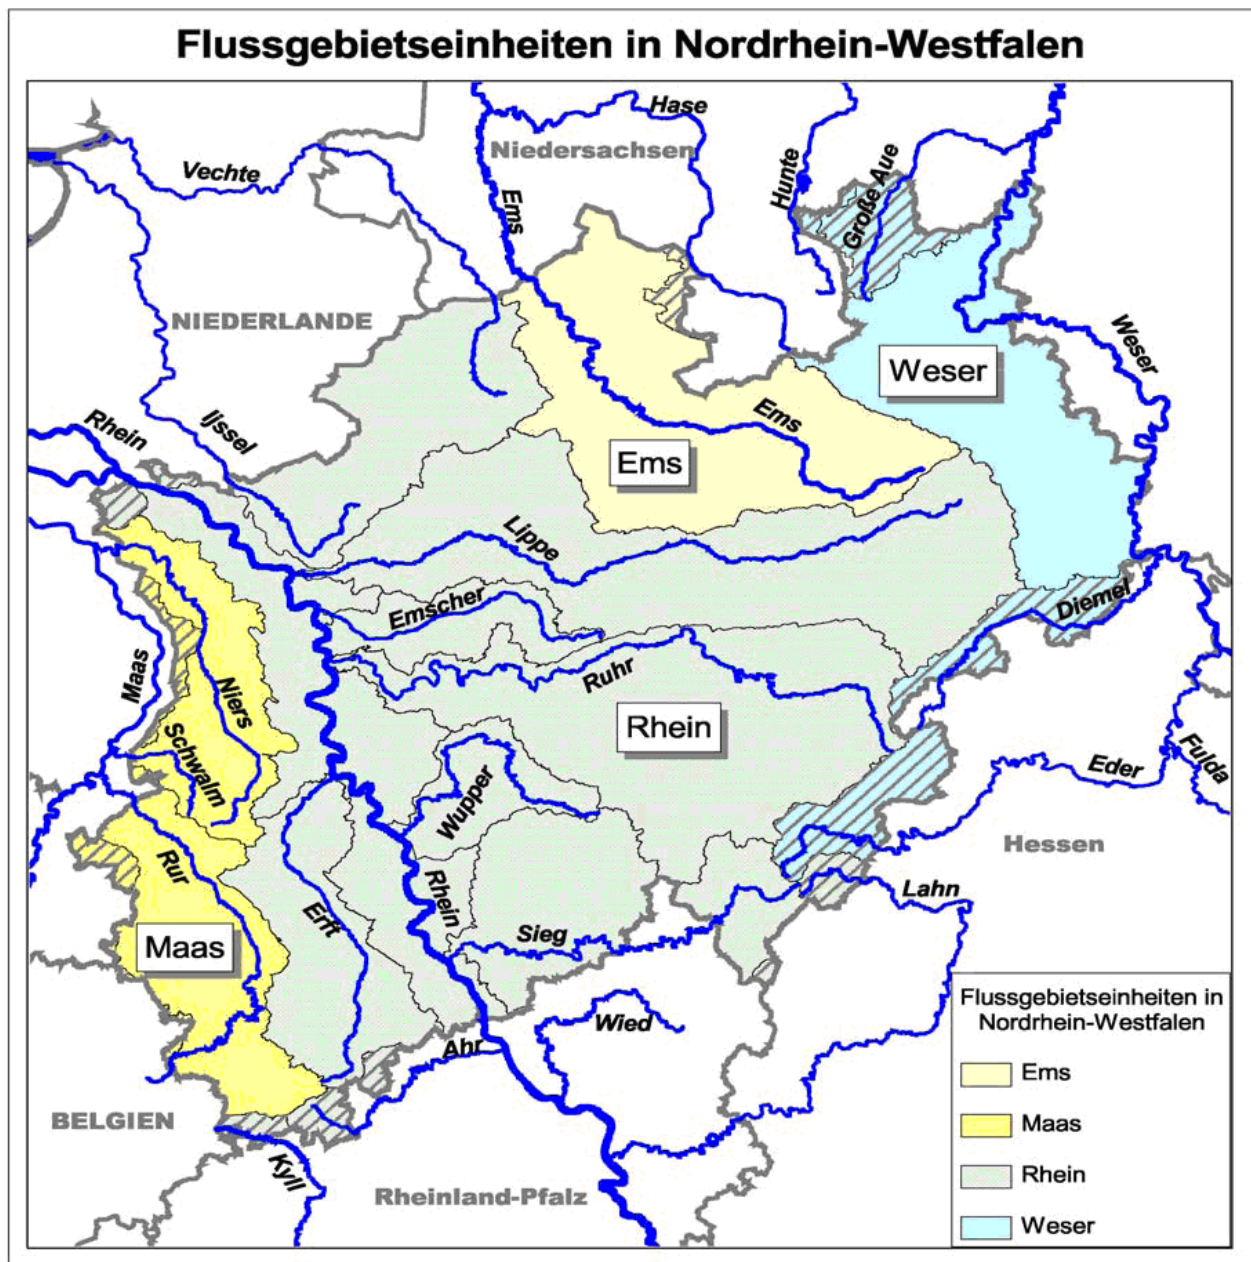 Flussgebietseinheiten in Nordrhein-Westfalen
Hase
Niedersachsen
Vechte
Hunte
Große Aue
Ems
NIEDERLANDE
Weser
Weser
Rhein
Ijssel
Ems
Ems
Lippe
Diemel
Emscher
Maas
Niers
Ruhr
Rhein
Schwalm
Wupper
Eder
Fulda
Hessen
Rur
Rhein
Lahn
Erft
Sieg
Maas
Wied
Ahr
BELGIEN
Kyll
Rheinland-Pfalz
Flussgebietseinheiten in
Nordrhein-Westfalen
Ems
Maas
Rhein
Weser